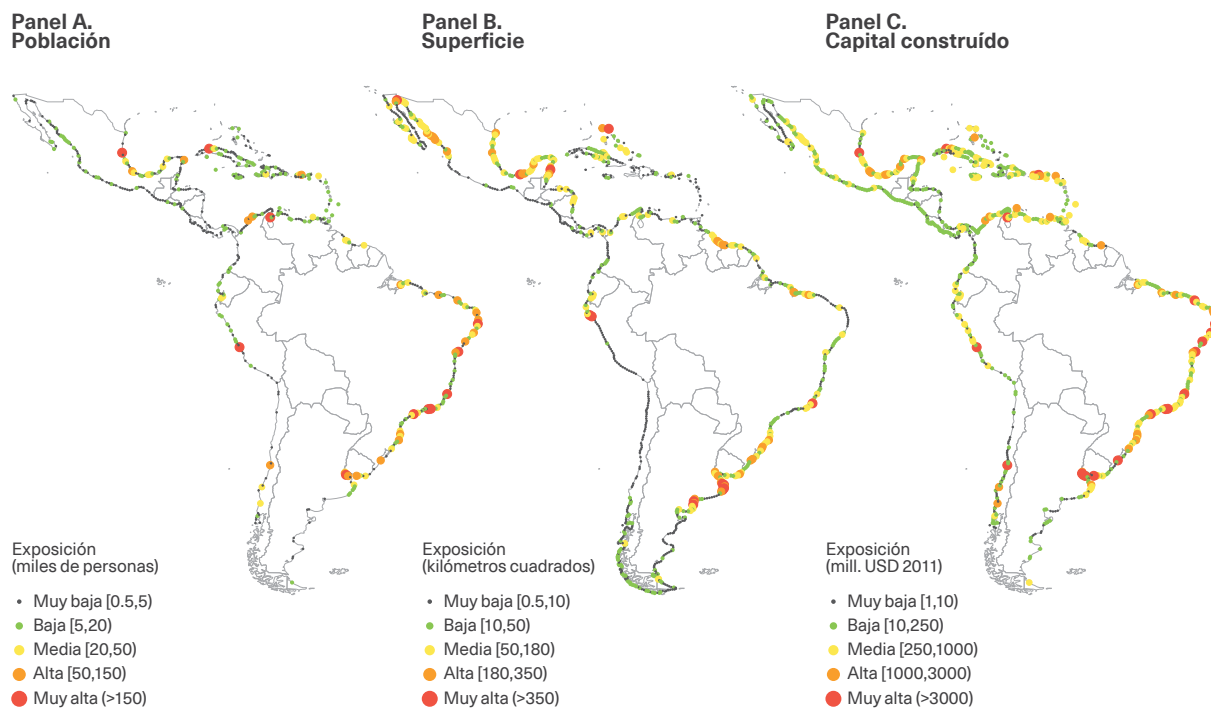 Panel A.
Población
Panel B.
Superficie
Panel C.
Capital construído
Exposición
(miles de personas)
Muy baja [0.5,5)
Baja [5,20)
Media [20,50)
Alta [50,150)
Muy alta (>150)
Exposición
(kilómetros cuadrados)
Muy baja [0.5,10)
Baja [10,50)
Media [50,180)
Alta [180,350)
Muy alta (>350)
Exposición
(mill. USD 2011)
Muy baja [1,10)
Baja [10,250)
Media [250,1000)
Alta [1000,3000)
Muy alta (>3000)